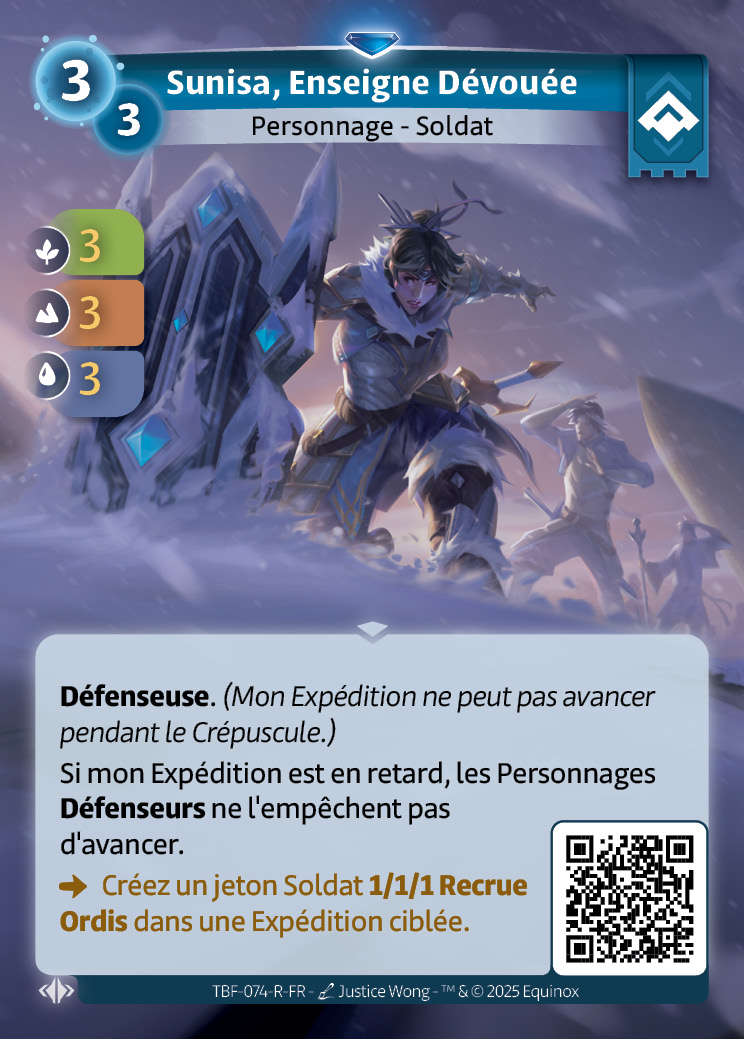 3
Sunisa, Enseigne Dévouée
3
Personnage - Soldat
3
3
3
Défenseuse. (Mon Expédition ne peut pas avancer
pendant le Crépuscule.)
Si mon Expédition est en retard, les Personnages
Défenseurs ne l'empêchent pas
d'avancer.
Créez un jeton Soldat 1/1/1 Recrue
Ordis dans une Expédition ciblée.
TBF-074-R-FR - Justice Wong - ™ & © 2025 Equinox